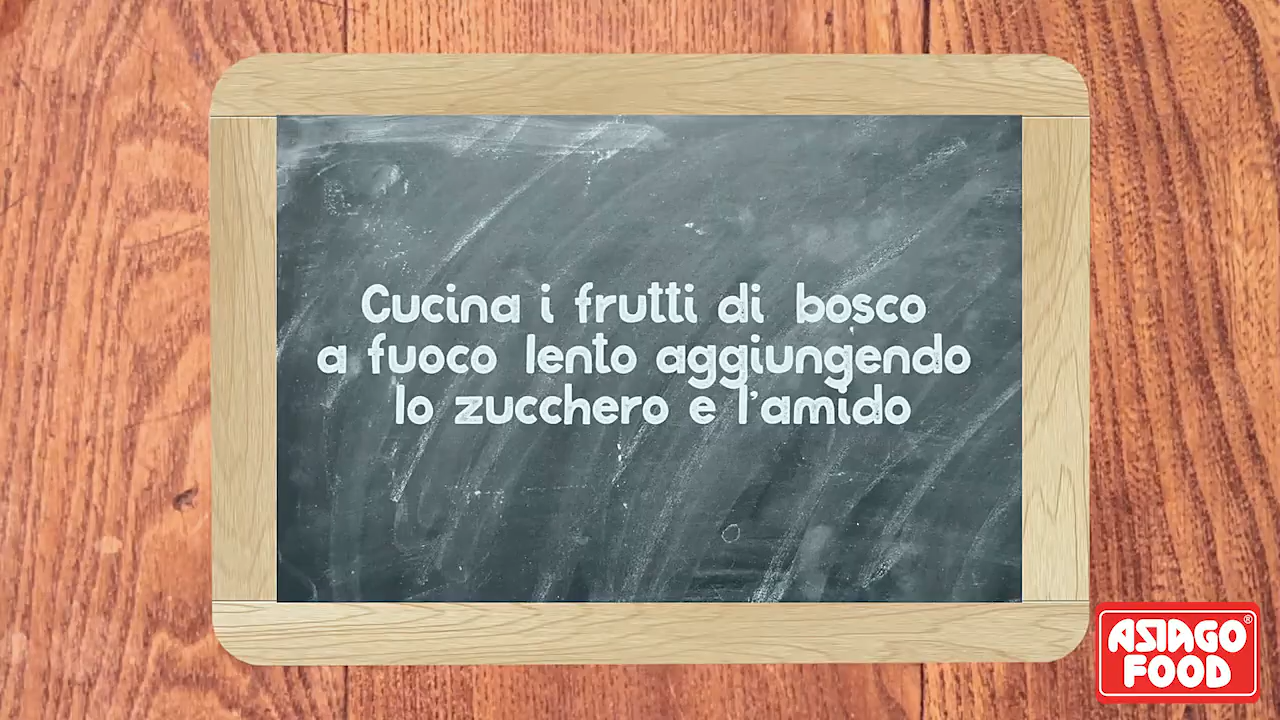 Cucina i frutti di bosco
a fuoco lento aggiungendo
lo zucchero e l'amido
ASIAGO®
FOOD